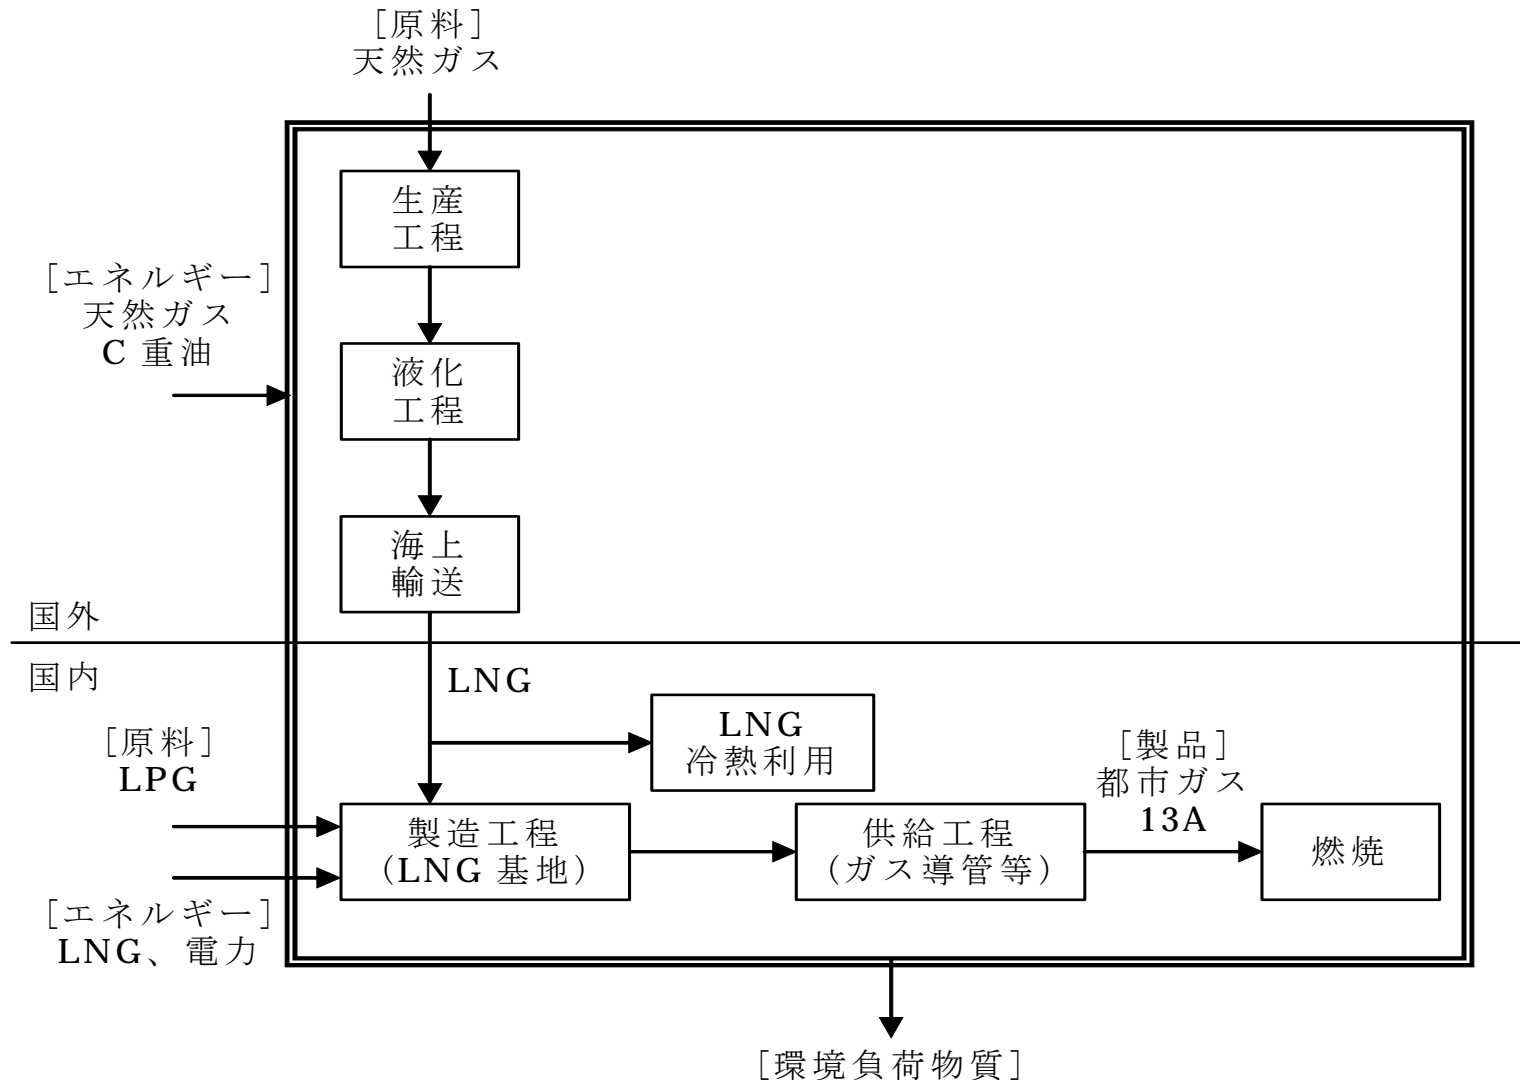 [原料]
天然ガス
生産
工程
[エネルギー]
天然ガス
C 重油
液化
工程
海上
輸送
国外
国内
LNG
LNG
冷熱利用
[原料]
LPG
[製品]
都市ガス
13A
製造工程
(LNG 基地)
供給工程
(ガス導管等)
燃焼
[エネルギー]
LNG、電力
[環境負荷物質]